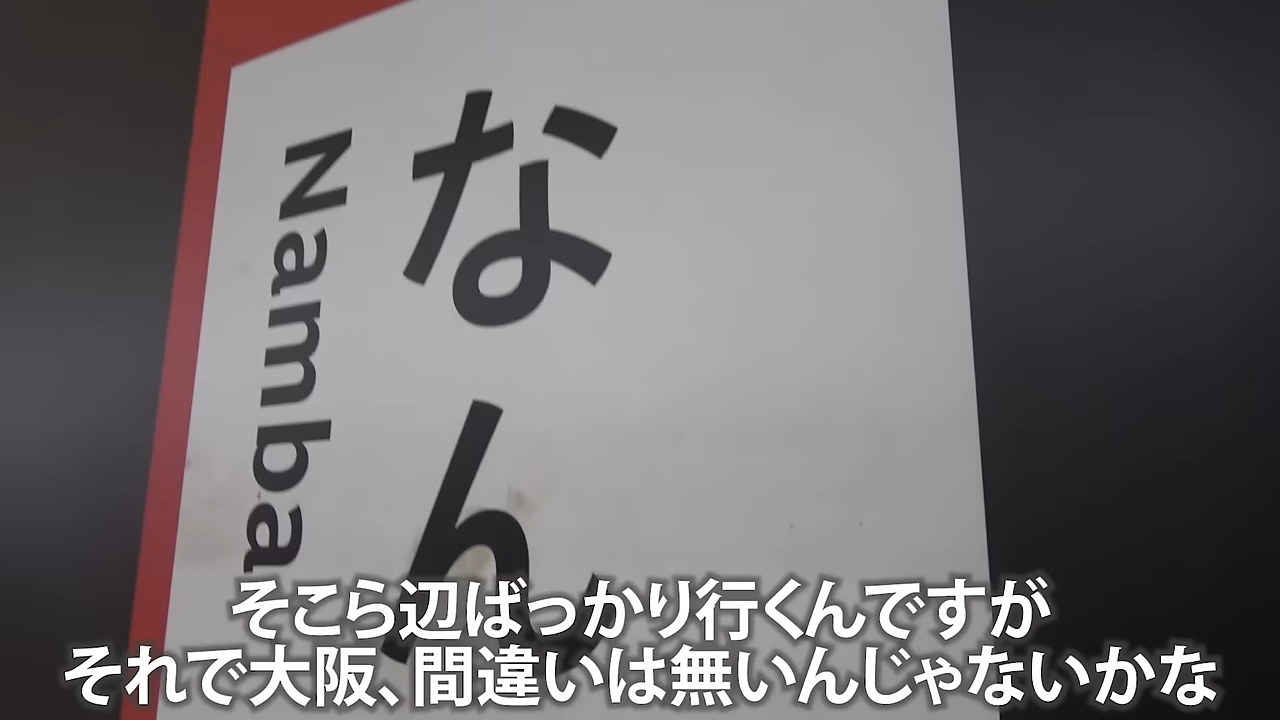 なん
Namba
そこら辺ばっかり行くんですが
それで大阪、間違いは無いんじゃないかな